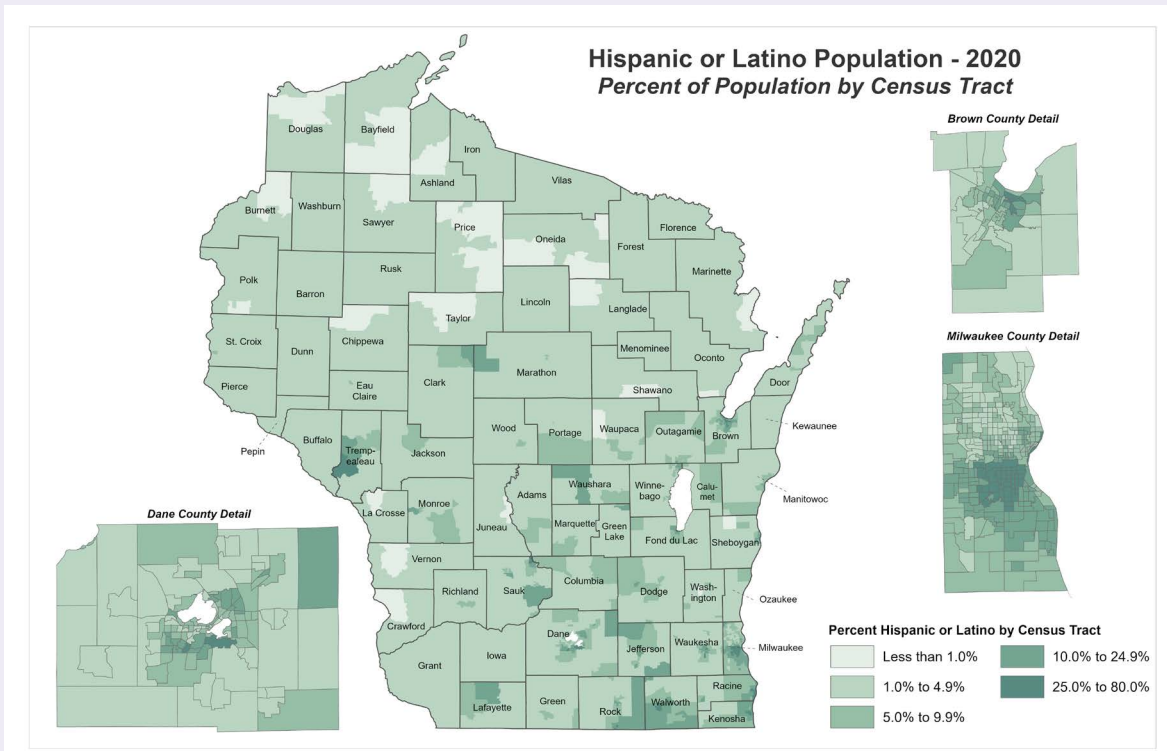 Hispanic or Latino Population - 2020
Percent of Population by Census Tract
Brown County Detail
Douglas
Bayfield
Iron
Ashland
Vilas
Burnett
Washburn
Sawyer
Price
Oneida
Florence
Forest
Marinette
Polk
Barron
Rusk
Lincoln
Langlade
Taylor
Milwaukee County Detail
St. Croix
Dunn
Chippewa
Menominee
Oconto
Marathon
Clark
Pierce
Eau
Claire
Shawano
Door
Pepin
Buffalo
Tremp-
ealeau
Jackson
Wood
Portage
Waupaca
Outagamie
Brown
Kewaunee
Waushara
Winne-
bago
Calu-
met
Manitowoc
Adams
La Crosse
Monroe
Juneau
Marquette
Green
Lake
Fond du Lac
Sheboygan
Dane County Detail
Vernon
Richland
Sauk
Columbia
Dodge
Wash-
ington
Ozaukee
Crawford
Grant
Iowa
Dane
Jefferson
Waukesha
Milwaukee
Lafayette
Green
Rock
Walworth
Racine
Kenosha
Percent Hispanic or Latino by Census Tract
Less than 1.0%
1.0% to 4.9%
5.0% to 9.9%
10.0% to 24.9%
25.0% to 80.0%